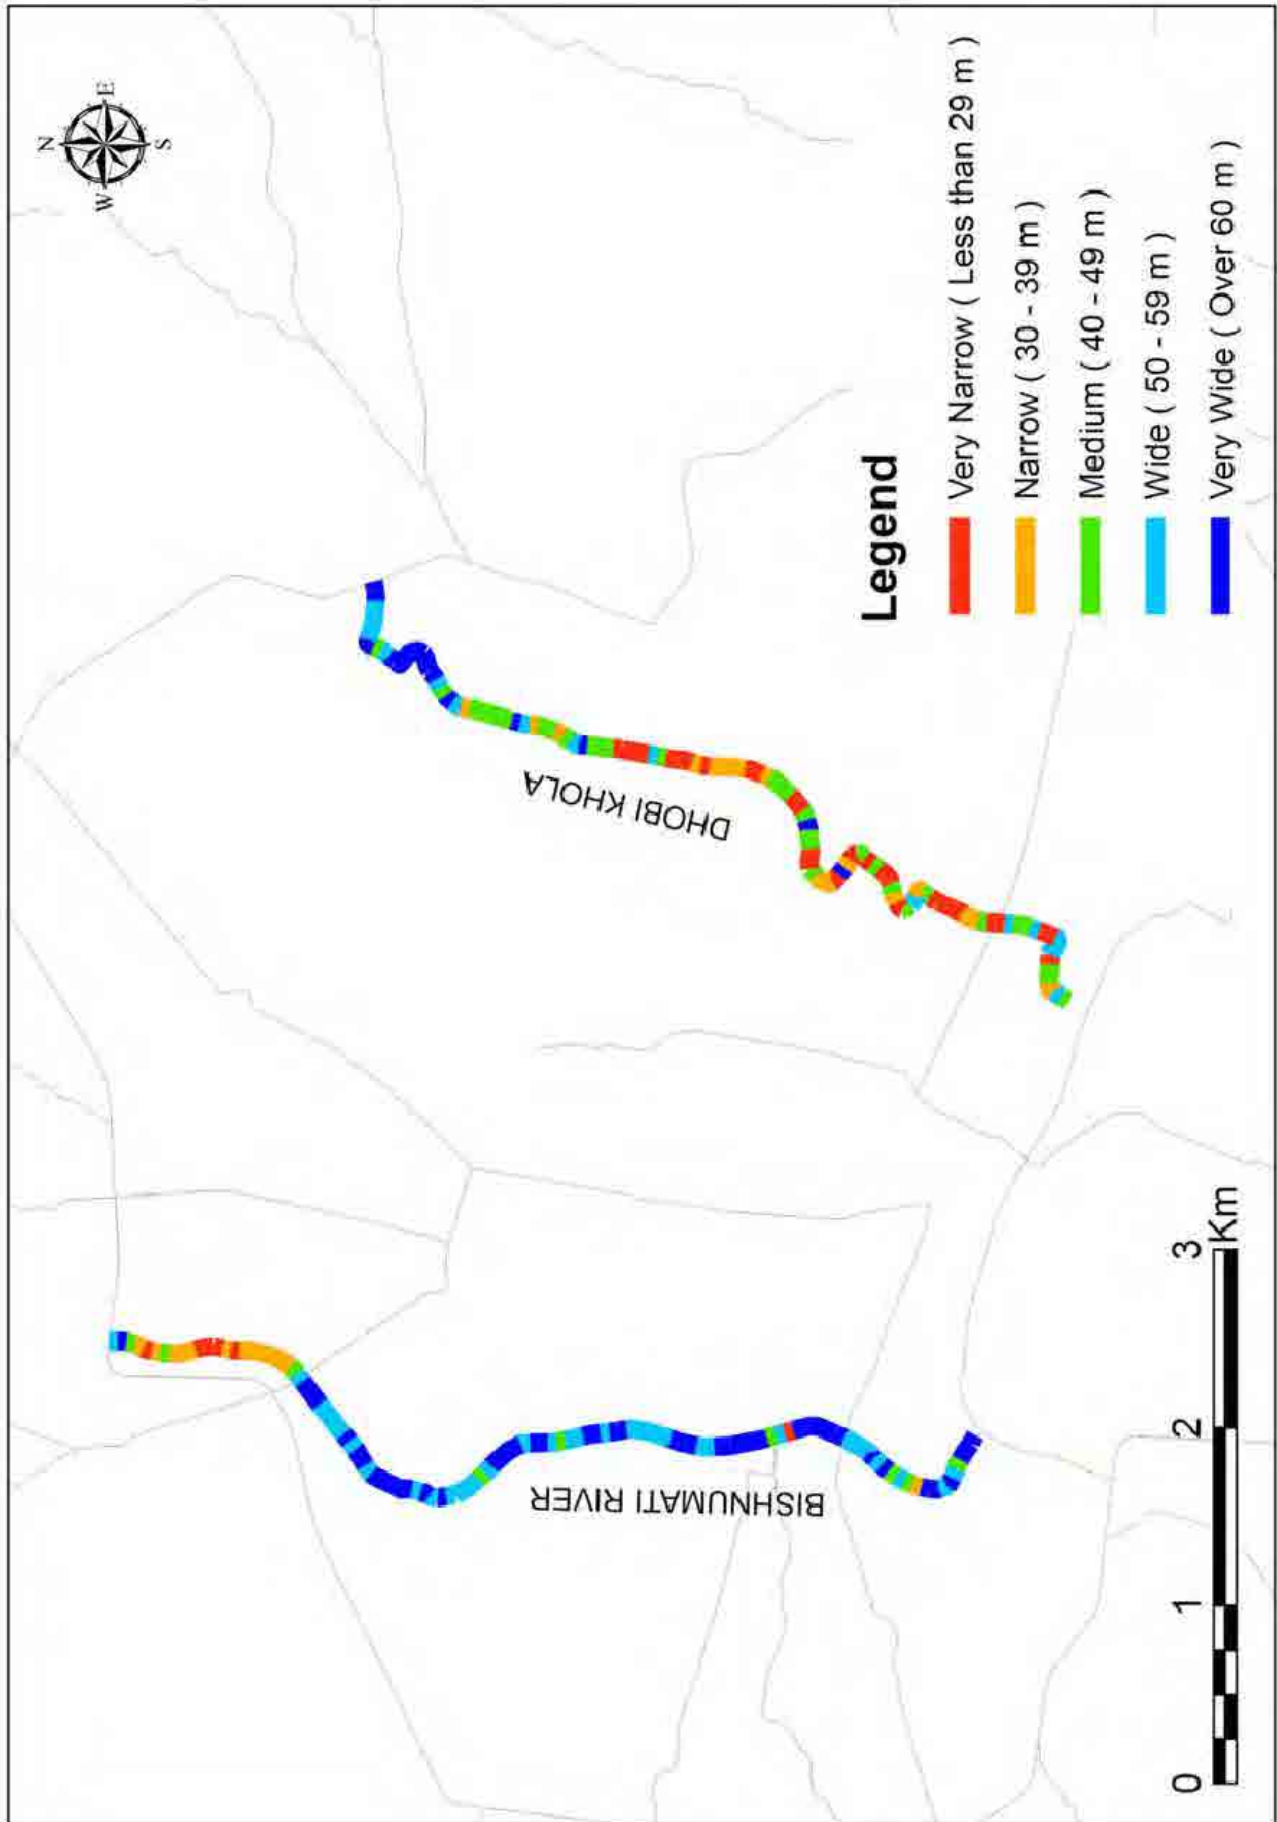 N
W E
S
DHOBI KHOLA
BISHNUMATI RIVER
Legend
Very Narrow ( Less than 29 m )
Narrow ( 30 - 39 m )
Medium ( 40 - 49 m )
Wide ( 50 - 59 m )
Very Wide ( Over 60 m )
0 1 2 3
Km